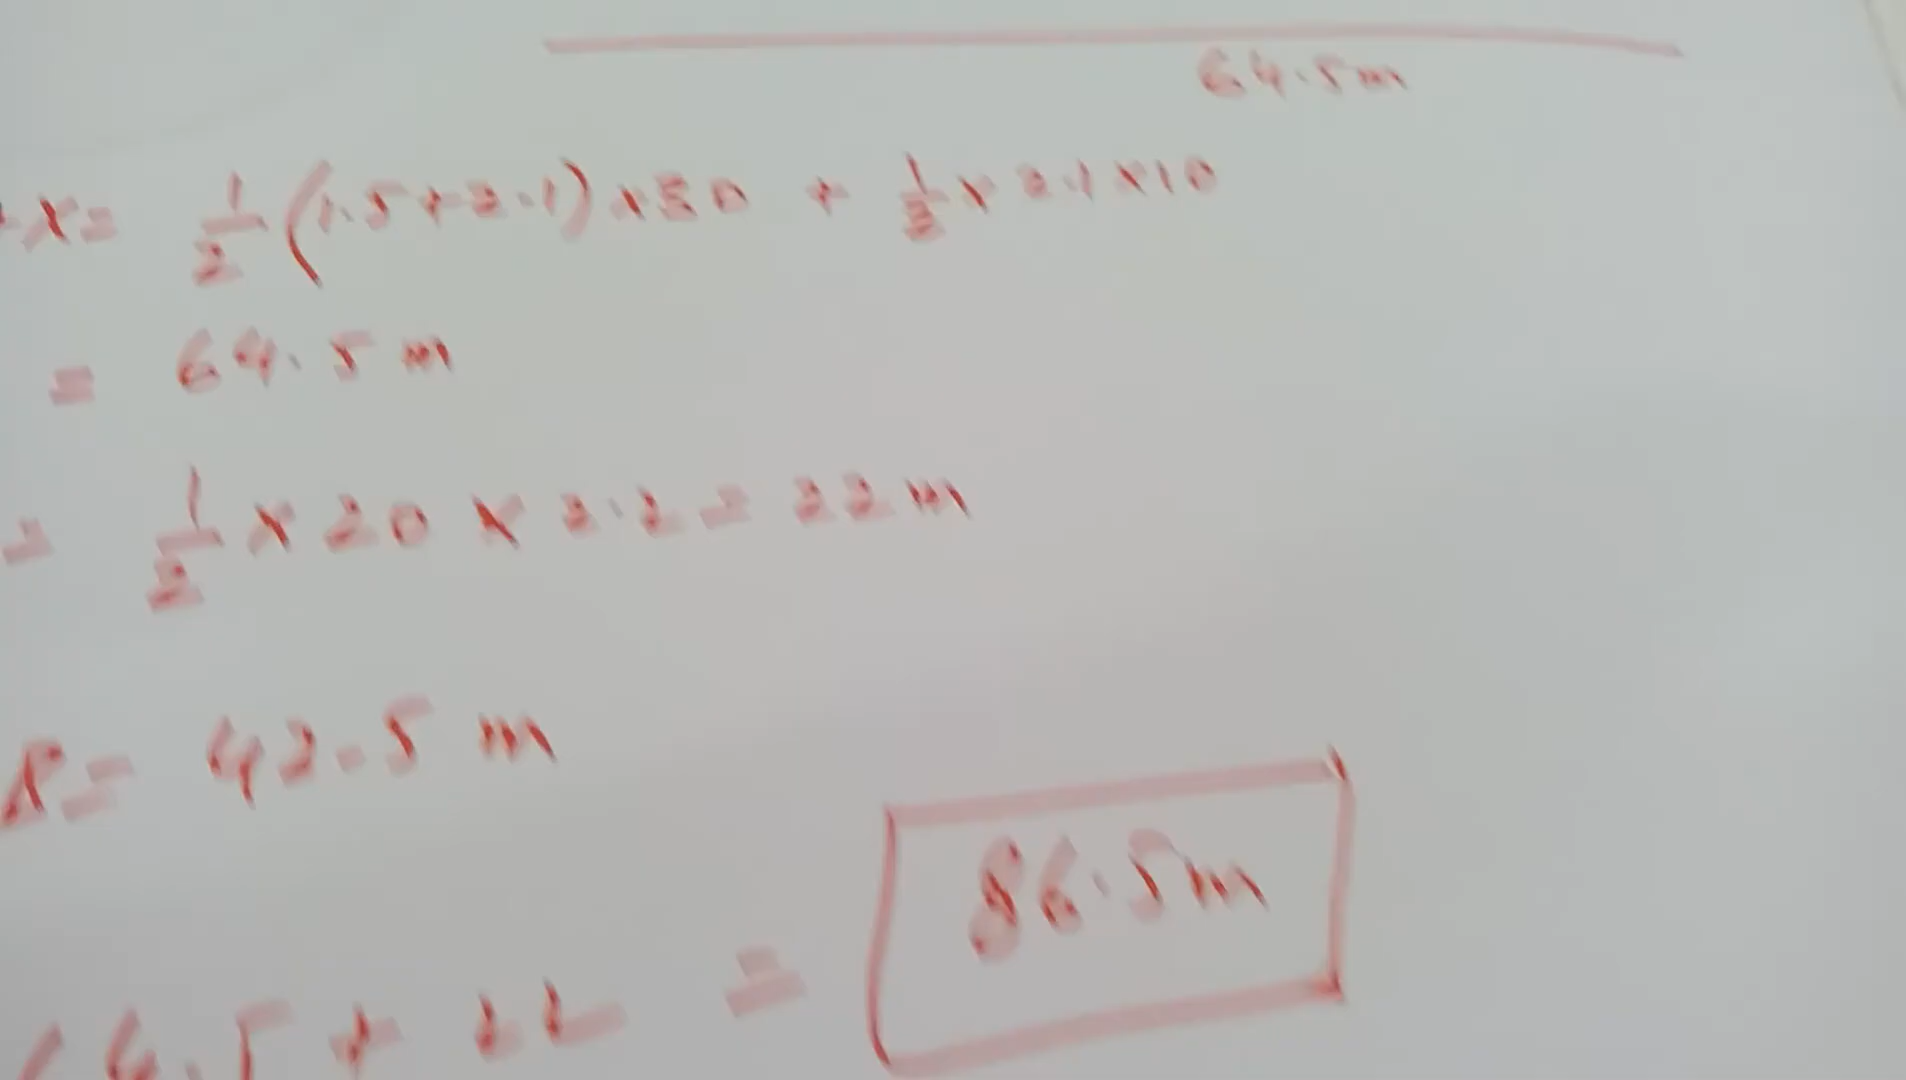 64.5m
x = 1/2 (1.5+2.1) x 30 + 1/2 x 2.1 x 10
= 64.5 m
= 1/2 x 20 x 2.2 = 22 m
R = 42.5 m
64.5 + 22 = 86.5m